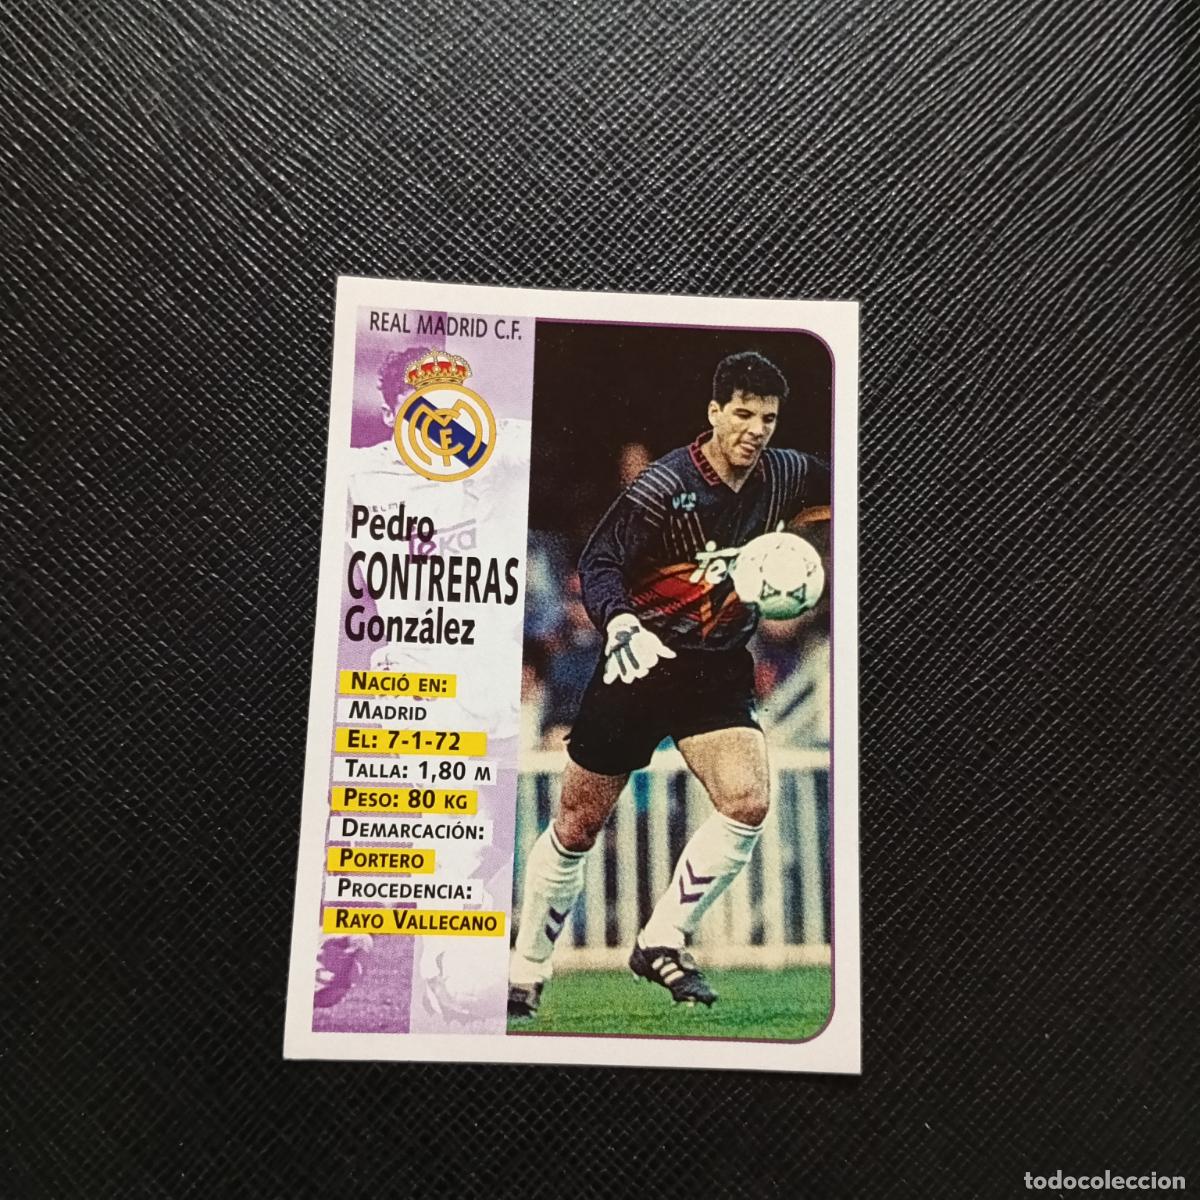 REAL MADRID C.F.
Pedro
CONTRERAS
González
NACIÓ EN:
MADRID
EL: 7-1-72
TALLA: 1,80 M
PESO: 80 KG
DEMARCACIÓN:
PORTERO
PROCEDENCIA:
RAYO VALLECANO
teka
todocoleccion